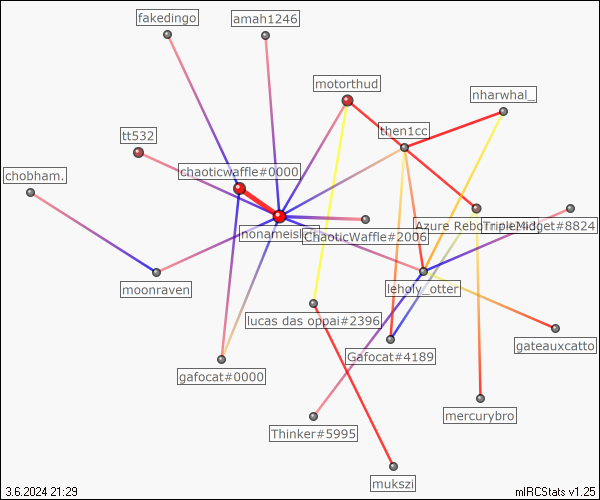 fakedingo
amah1246
motorthud
nharwhal_
then1cc
tt532
chaoticwaffle#0000
chobham.
nonameisl
ChaoticWaffle#2006
Azure Rebo
TripleMidget#8824
moonraven
leholy_otter
lucas das oppai#2396
gateauxcatto
Gafocat#4189
gafocat#0000
mercurybro
Thinker#5995
mukszi
3.6.2024 21:29
mIRCStats v1.25